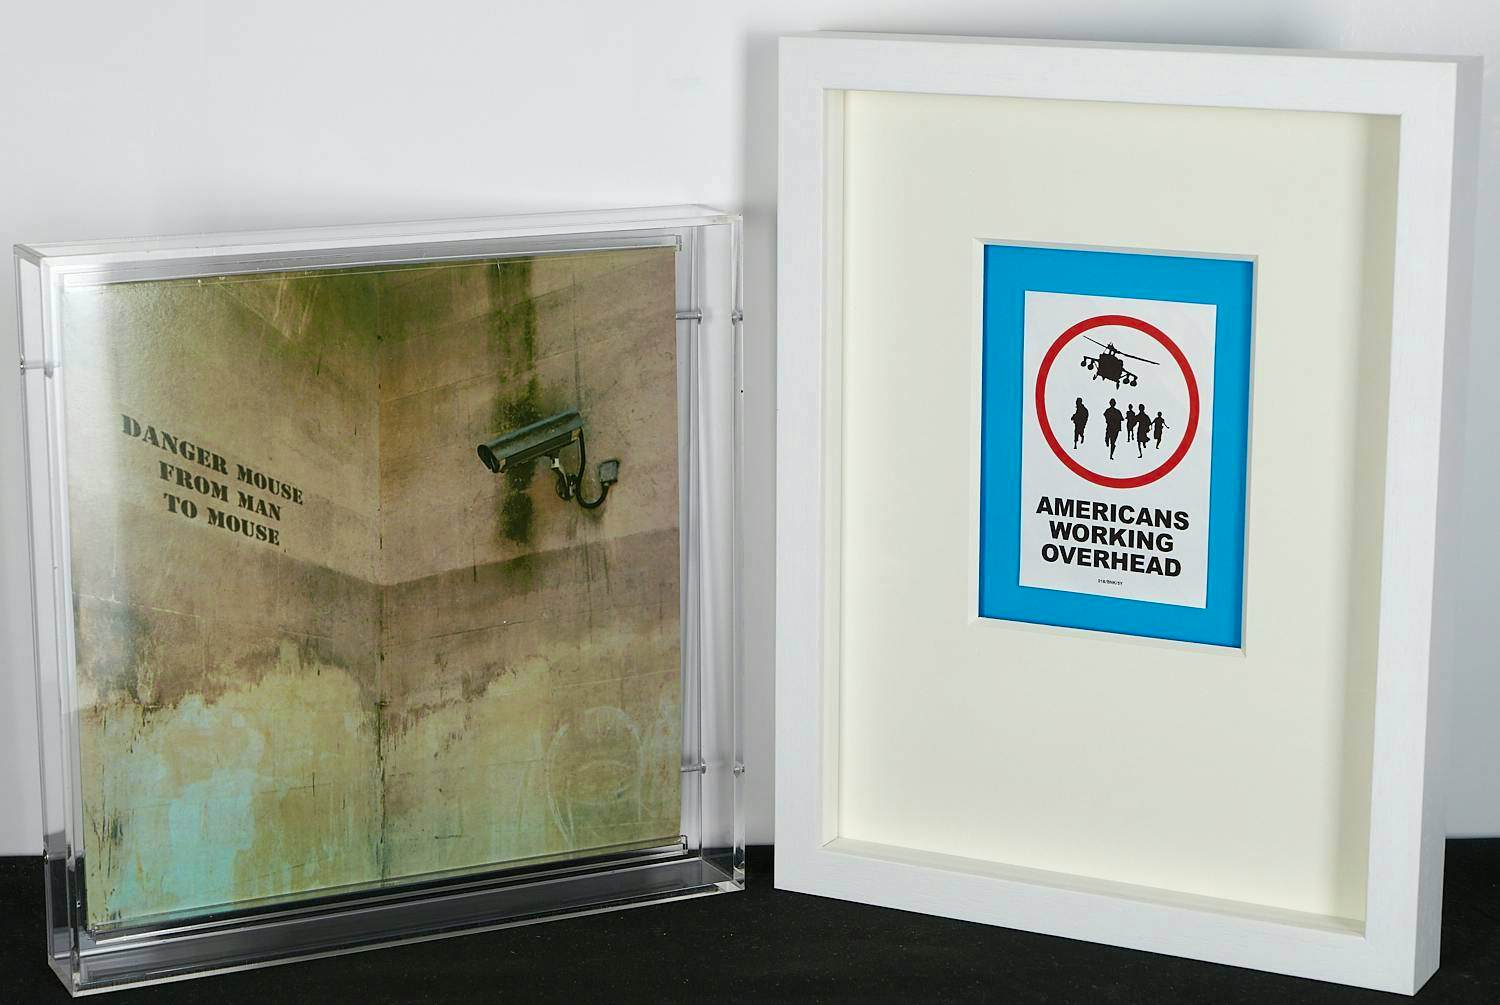 DANGER MOUSE
FROM MAN
TO MOUSE
AMERICANS
WORKING
OVERHEAD